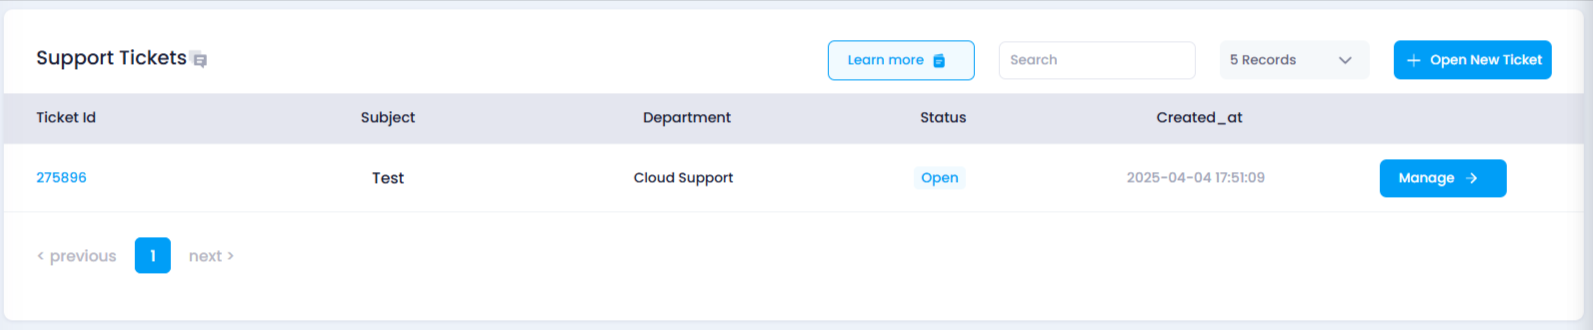 Support Tickets
Learn more
Search
5 Records
+ Open New Ticket
Ticket Id Subject Department Status Created_at
275896 Test Cloud Support Open 2025-04-04 17:51:09 Manage →
< previous 1 next >